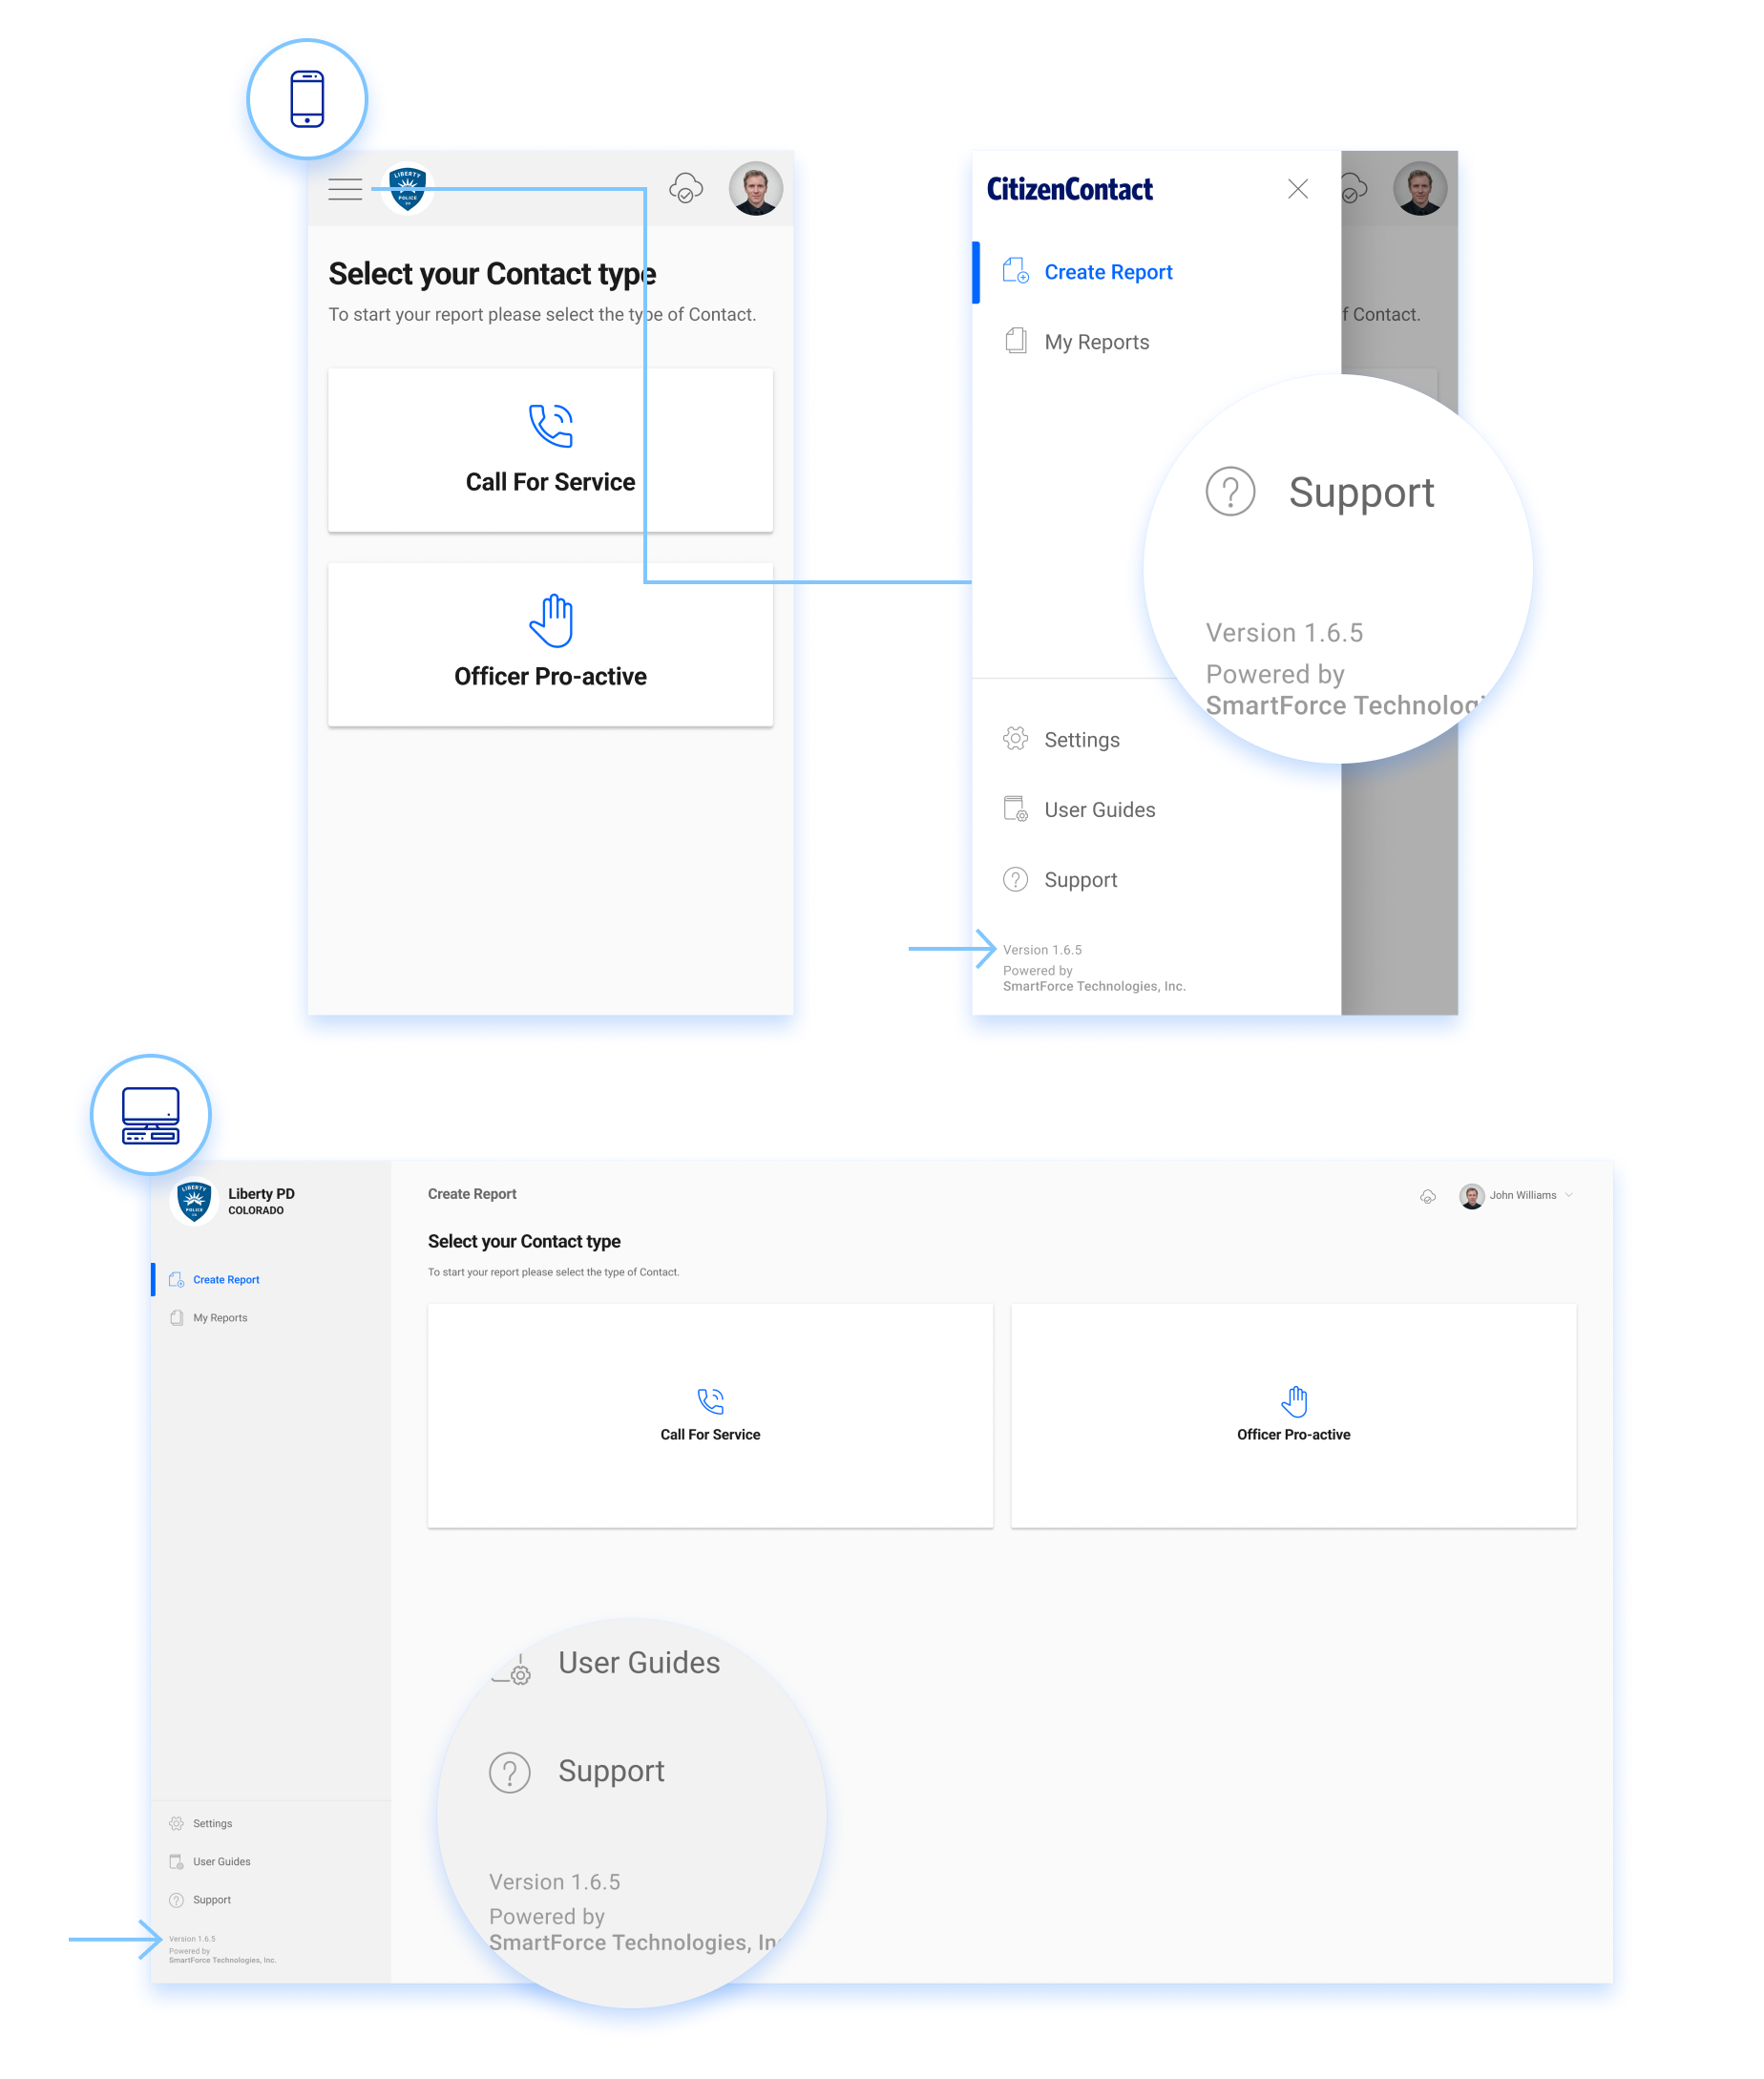 LIBERTY
POLICE
Select your Contact type
To start your report please select the type of Contact.
Call For Service
Officer Pro-active
CitizenContact
Create Report
My Reports
f Contact.
Support
Version 1.6.5
Powered by
SmartForce Technolog
Settings
User Guides
Support
Version 1.6.5
Powered by
SmartForce Technologies, Inc.
LIBERTY
POLICE
Liberty PD
COLORADO
Create Report
My Reports
Settings
User Guides
Support
Version 1.6.5
Powered by
SmartForce Technologies, Inc.
Create Report
John Williams
Select your Contact type
To start your report please select the type of Contact.
Call For Service
Officer Pro-active
User Guides
Support
Version 1.6.5
Powered by
SmartForce Technologies, In